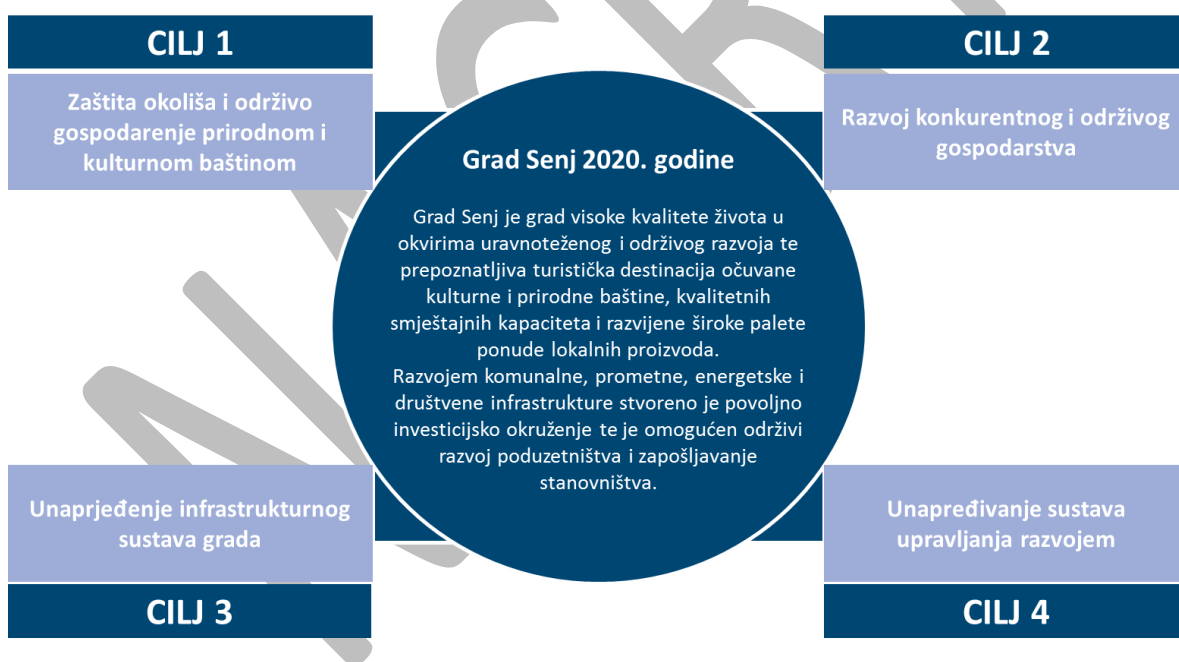 CILJ 1
Zaštita okoliša i održivo
gospodarenje prirodnom i
kulturnom baštinom
CILJ 2
Razvoj konkurentnog i održivog
gospodarstva
Grad Senj 2020. godine
Grad Senj je grad visoke kvalitete života u
okvirima uravnoteženog i održivog razvoja te
prepoznatljiva turistička destinacija očuvane
kulturne i prirodne baštine, kvalitetnih
smještajnih kapaciteta i razvijene široke palete
ponude lokalnih proizvoda.
Razvojem komunalne, prometne, energetske i
društvene infrastrukture stvoreno je povoljno
investicijsko okruženje te je omogućen održivi
razvoj poduzetništva i zapošljavanje
stanovništva.
Unaprjeđenje infrastrukturnog
sustava grada
CILJ 3
Unapređivanje sustava
upravljanja razvojem
CILJ 4